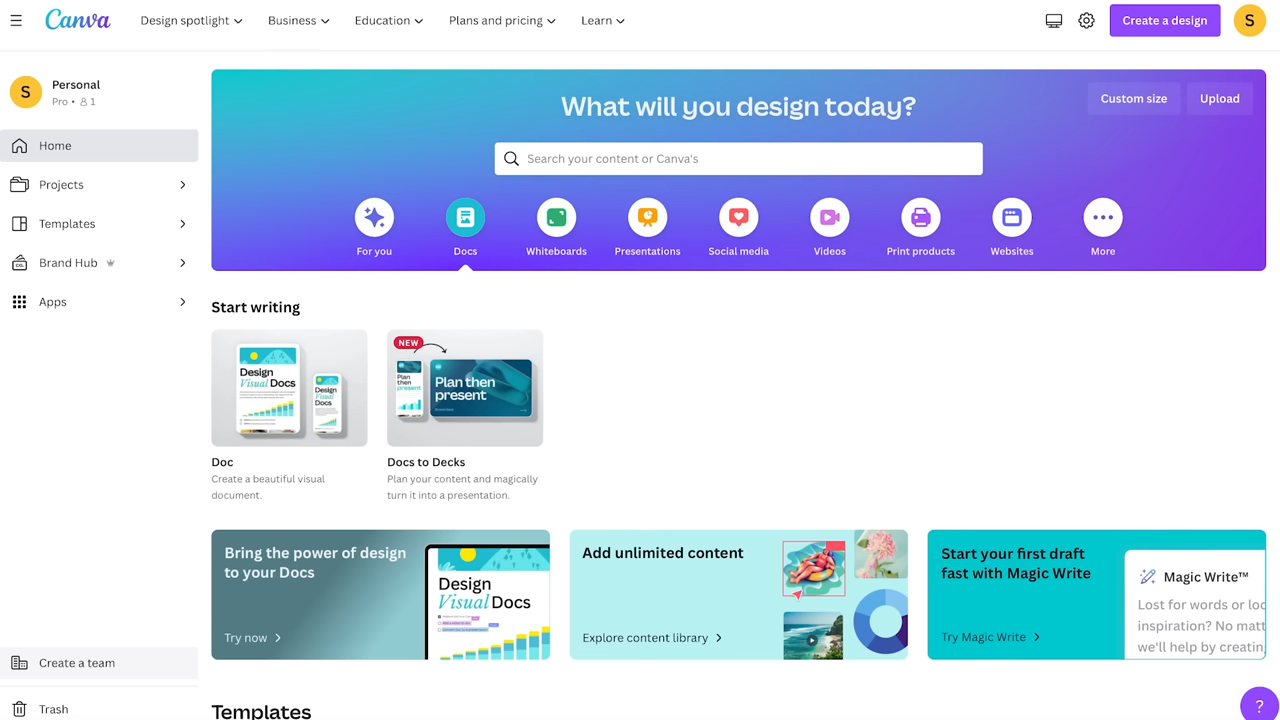 Canva
Design spotlight
Business
Education
Plans and pricing
Learn
Create a design
S
S
Personal
Pro • 1
Home
Projects
Templates
Brand Hub
Apps
Create a team
Trash
What will you design today?
Custom size
Upload
Search your content or Canva's
For you
Docs
Whiteboards
Presentations
Social media
Videos
Print products
Websites
More
Start writing
Design
Visual Docs
Design
Visual
Docs
NEW
Plan
then
present
Plan then
present
Doc
Create a beautiful visual
document.
Docs to Decks
Plan your content and magically
turn it into a presentation.
Bring the power of design
to your Docs
Try now
Design
Visual Docs
Add unlimited content
Explore content library
Start your first draft
fast with Magic Write
Try Magic Write
Magic Write™
Lost for words or loo
inspiration? No matt
we'll help by creating
Templates
?